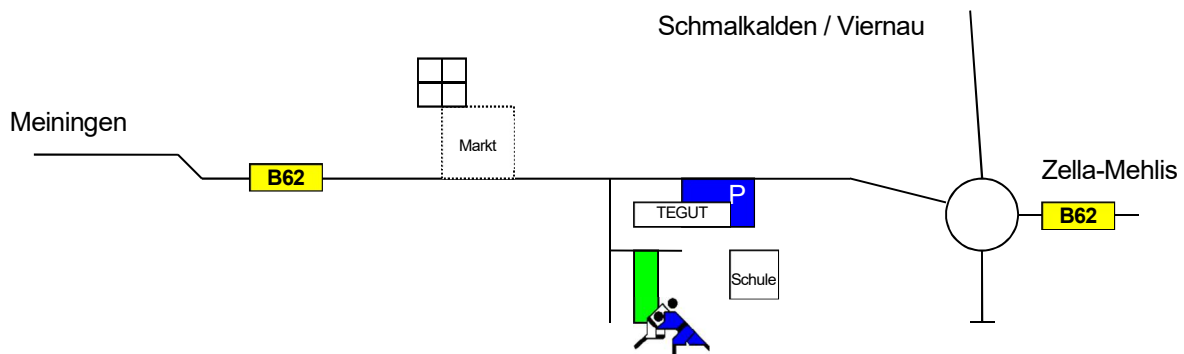 Schmalkalden / Viernau
Meiningen
Markt
Zella-Mehlis
B62
P
TEGUT
B62
Schule